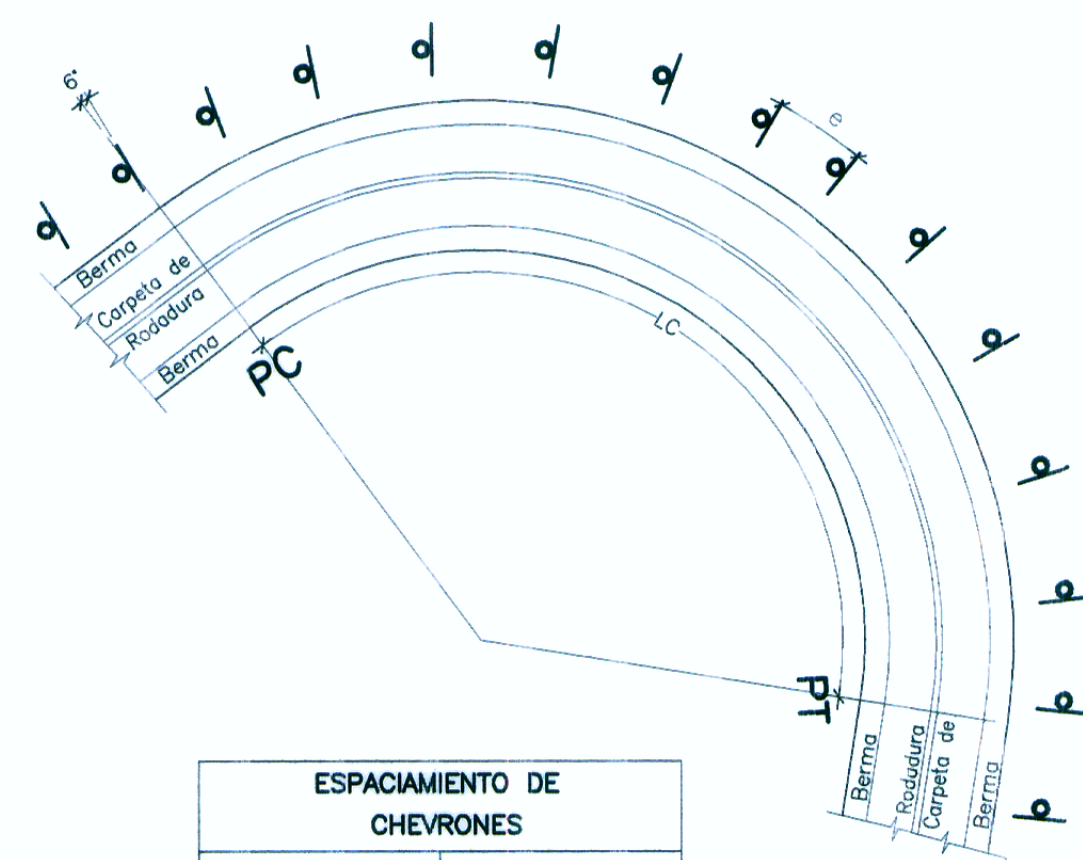 6°
e
Berma
Carpeta de
Rodadura
Berma
PC
LC
PT
Berma
Rodadura
Carpeta de
Berma
ESPACIAMIENTO DE
CHEVRONES